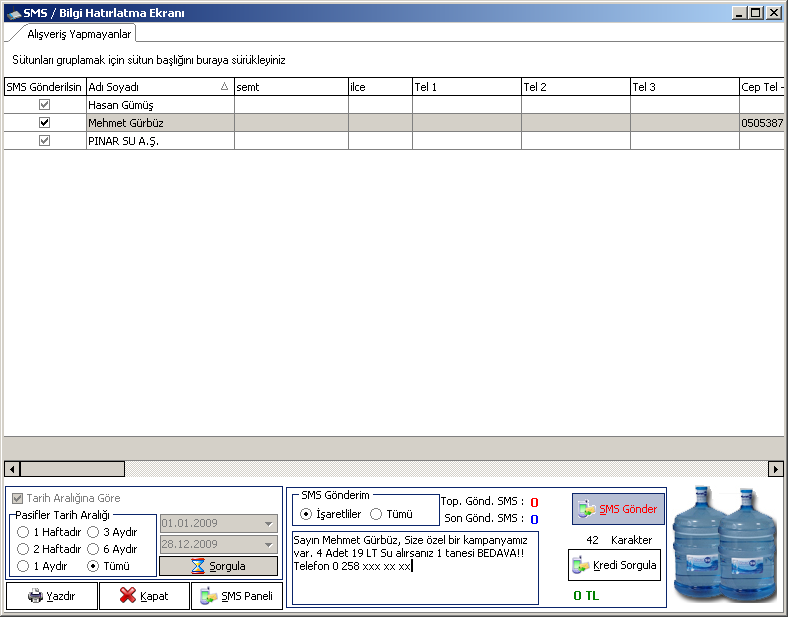 SMS / Bilgi Hatırlatma Ekranı
Alışveriş Yapmayanlar
Sütunları gruplamak için sütun başlığını buraya sürükleyiniz
SMS Gönderilsin Adı Soyadı semt ilce Tel 1 Tel 2 Tel 3 Cep Tel -
Hasan Gümüş
Mehmet Gürbüz 0505387
PINAR SU A.Ş.
Tarih Aralığına Göre
Pasifler Tarih Aralığı
1 Haftadır 3 Aydır
2 Haftadır 6 Aydır
1 Aydır Tümü
01.01.2009
28.12.2009
Sorgula
Yazdır Kapat SMS Paneli
SMS Gönderim
İşaretliler Tümü
Top. Gönd. SMS : 0
Son Gönd. SMS : 0
Sayın Mehmet Gürbüz, Size özel bir kampanyamız
var. 4 Adet 19 LT Su alırsanız 1 tanesi BEDAVA!!
Telefon 0 258 xxx xx xx
SMS Gönder
42 Karakter
Kredi Sorgula
0 TL